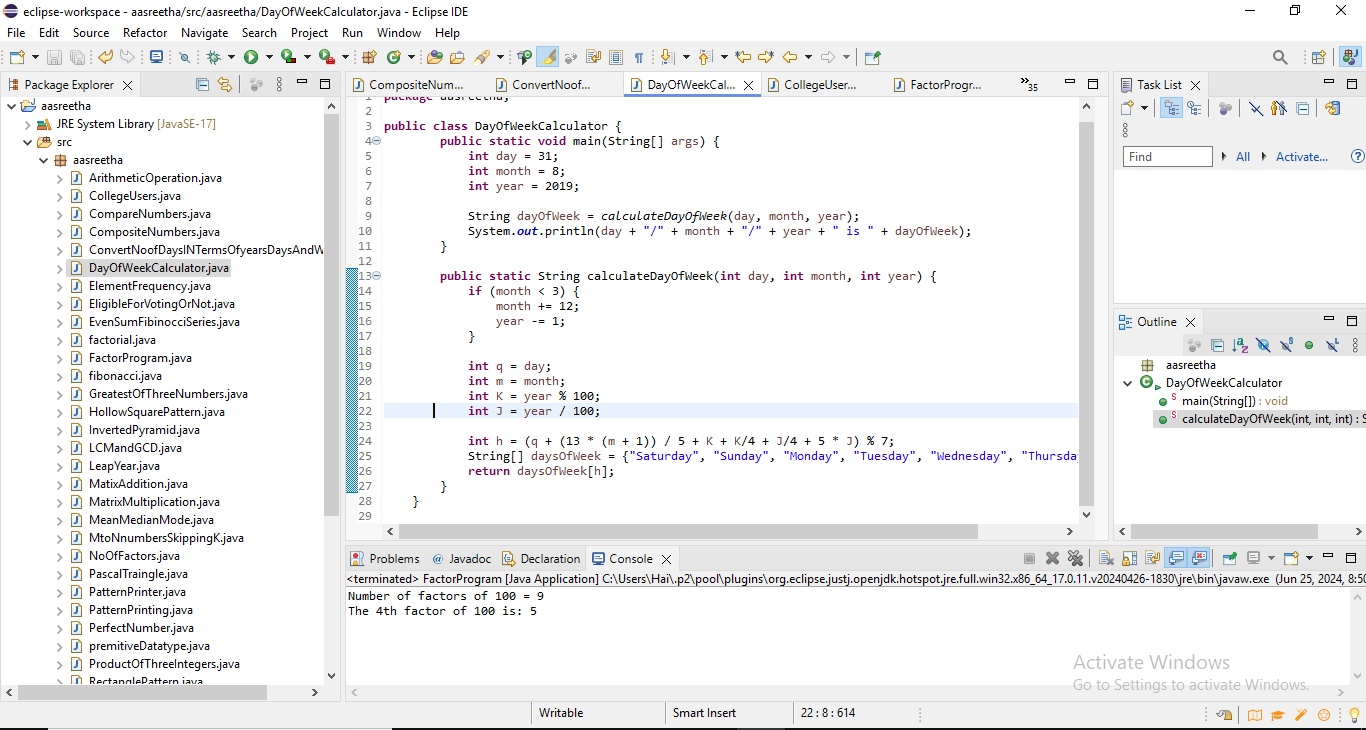 eclipse-workspace - aasreetha/src/aasreetha/DayOfWeekCalculator.java - Eclipse IDE
File Edit Source Refactor Navigate Search Project Run Window Help
Package Explorer
aasreetha
JRE System Library [JavaSE-17]
src
aasreetha
ArithmeticOperation.java
CollegeUsers.java
CompareNumbers.java
CompositeNumbers.java
ConvertNoofDaysINTermsOfyearsDaysAndW
DayOfWeekCalculator.java
ElementFrequency.java
EligibleForVotingOrNot.java
EvenSumFibinocciSeries.java
factorial.java
FactorProgram.java
fibonacci.java
GreatestOfThreeNumbers.java
HollowSquarePattern.java
InvertedPyramid.java
LCMandGCD.java
LeapYear.java
MatixAddition.java
MatrixMultiplication.java
MeanMedianMode.java
MtoNnumbersSkippingK.java
NoOfFactors.java
PascalTraingle.java
PatternPrinter.java
PatternPrinting.java
PerfectNumber.java
premitiveDatatype.java
ProductOfThreeIntegers.java
RectanglePattern.java
CompositeNum... ConvertNoof... DayOfWeekCal... CollegeUser... FactorProgr... 35
1 package aasreetha;
2
3 public class DayOfWeekCalculator {
4 public static void main(String[] args) {
5 int day = 31;
6 int month = 8;
7 int year = 2019;
8
9 String dayOfWeek = calculateDayOfWeek(day, month, year);
10 System.out.println(day + "/" + month + "/" + year + " is " + dayOfWeek);
11 }
12
13 public static String calculateDayOfWeek(int day, int month, int year) {
14 if (month < 3) {
15 month += 12;
16 year -= 1;
17 }
18
19 int q = day;
20 int m = month;
21 int K = year % 100;
22 int J = year / 100;
23
24 int h = (q + (13 * (m + 1)) / 5 + K + K/4 + J/4 + 5 * J) % 7;
25 String[] daysOfWeek = {"Saturday", "Sunday", "Monday", "Tuesday", "Wednesday", "Thursda
26 return daysOfWeek[h];
27 }
28 }
29
Problems @ Javadoc Declaration Console
<terminated> FactorProgram [Java Application] C:\Users\Hai\.p2\pool\plugins\org.eclipse.justj.openjdk.hotspot.jre.full.win32.x86_64_17.0.11.v20240426-1830\jre\bin\javaw.exe (Jun 25, 2024, 8:50
Number of factors of 100 = 9
The 4th factor of 100 is: 5
Task List
Find All Activate...
Outline
aasreetha
DayOfWeekCalculator
main(String[]) : void
calculateDayOfWeek(int, int, int) : S
Activate Windows
Go to Settings to activate Windows.
Writable Smart Insert 22 : 8 : 614